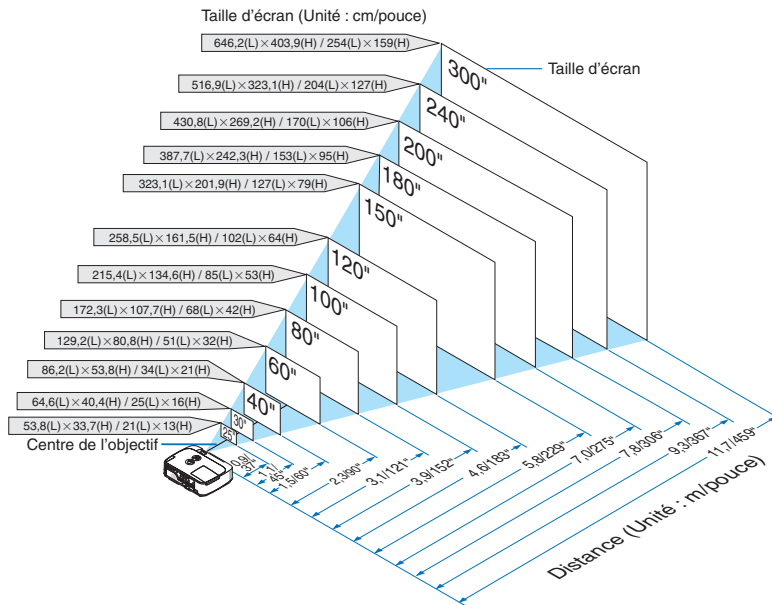 Taille d'écran (Unité : cm/pouce)
646,2(L)×403,9(H) / 254(L)×159(H)
Taille d'écran
300"
516,9(L)×323,1(H) / 204(L)×127(H)
240"
430,8(L)×269,2(H) / 170(L)×106(H)
200"
387,7(L)×242,3(H) / 153(L)×95(H)
180"
323,1(L)×201,9(H) / 127(L)×79(H)
150"
258,5(L)×161,5(H) / 102(L)×64(H)
120"
215,4(L)×134,6(H) / 85(L)×53(H)
100"
172,3(L)×107,7(H) / 68(L)×42(H)
80"
129,2(L)×80,8(H) / 51(L)×32(H)
60"
86,2(L)×53,8(H) / 34(L)×21(H)
40"
64,6(L)×40,4(H) / 25(L)×16(H)
30"
53,8(L)×33,7(H) / 21(L)×13(H)
25"
Centre de l'objectif
0,9/
37"
1,1/
45"
1,5/60"
2,3/90"
3,1/121"
3,9/152"
4,6/183"
5,8/229"
7,0/275"
7,8/306"
9,3/367"
11,7/459"
Distance (Unité : m/pouce)